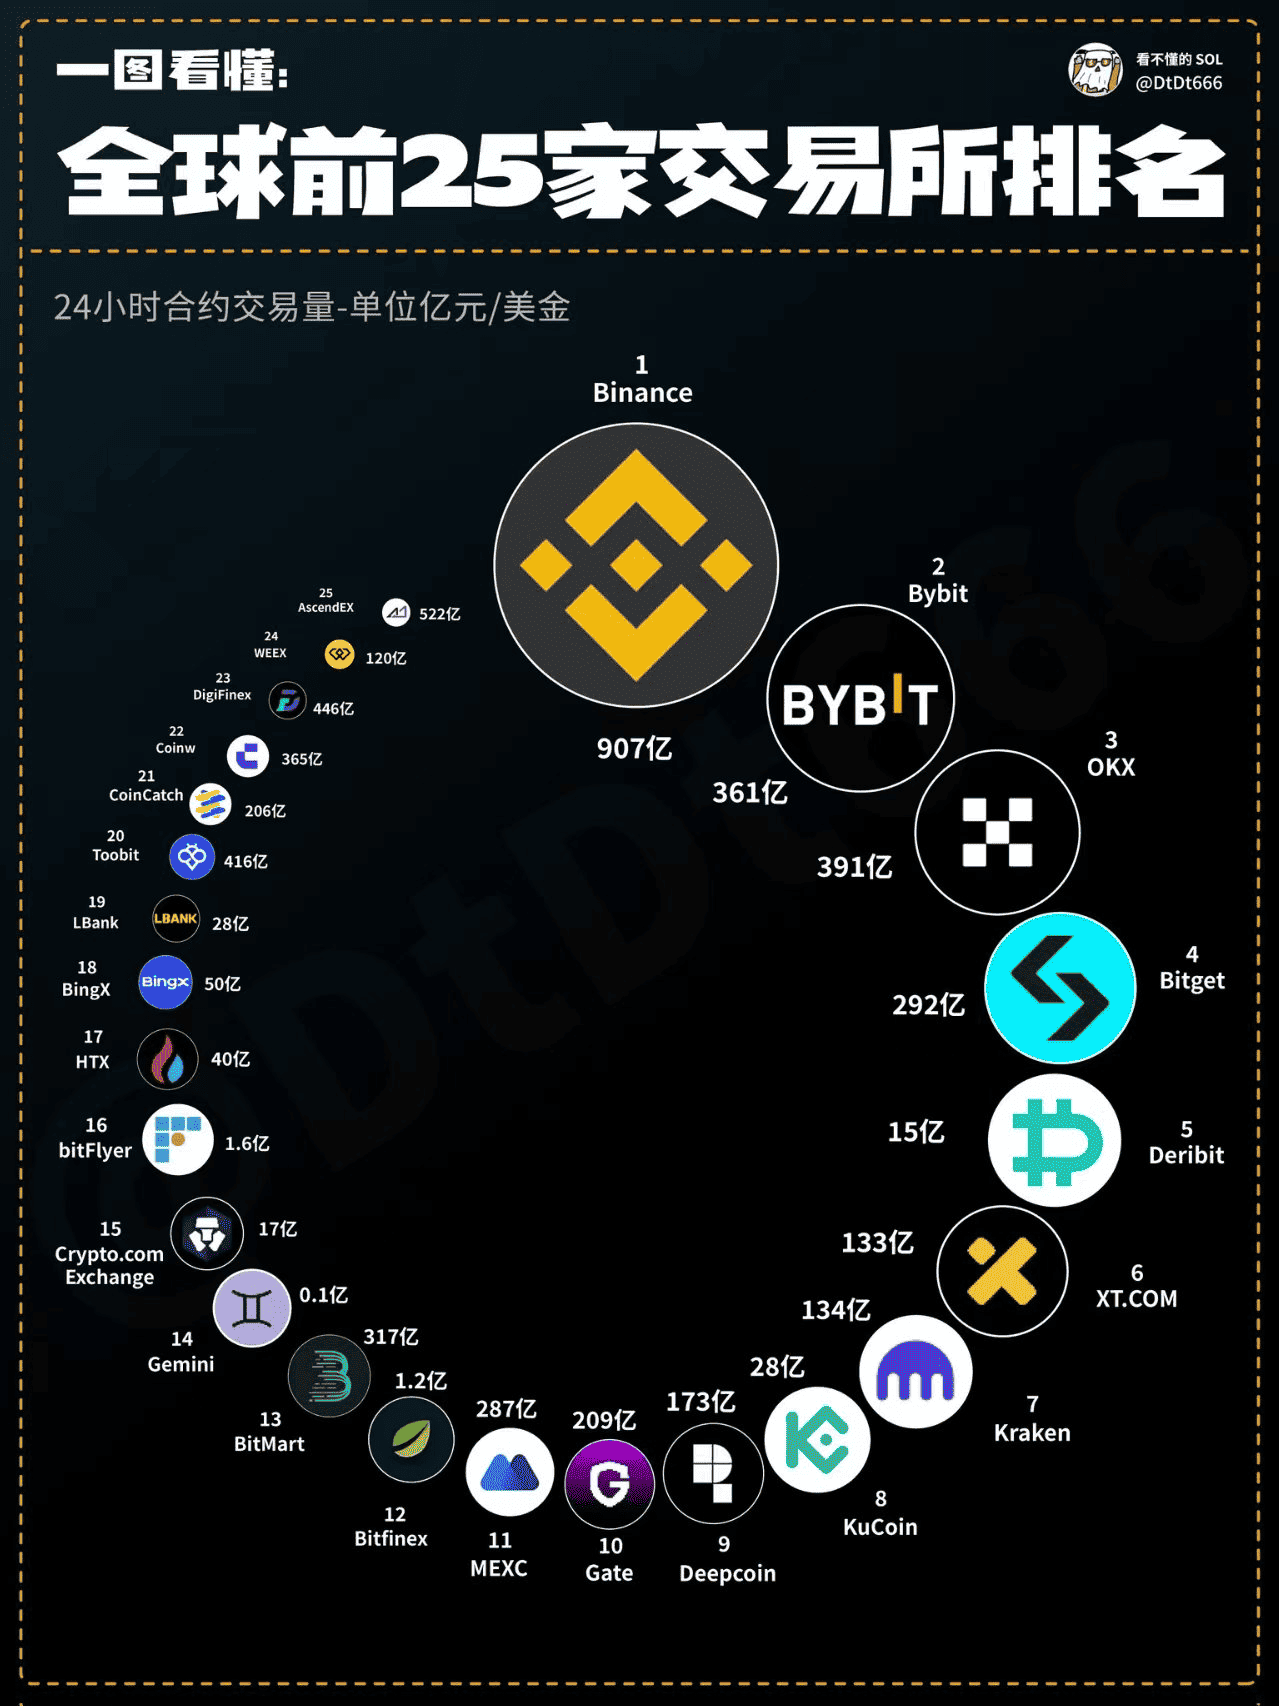 一图看懂:
看不懂的 SOL
@DtDt666
全球前25家交易所排名
24小时合约交易量-单位亿元/美金
1
Binance
907亿
2
Bybit
BYBIT
361亿
3
OKX
391亿
4
Bitget
292亿
5
Deribit
15亿
6
XT.COM
133亿
7
Kraken
134亿
8
KuCoin
28亿
9
Deepcoin
173亿
10
Gate
209亿
11
MEXC
287亿
12
Bitfinex
1.2亿
13
BitMart
317亿
14
Gemini
0.1亿
15
Crypto.com
Exchange
17亿
16
bitFlyer
1.6亿
17
HTX
40亿
18
BingX
BingX
50亿
19
LBank
LBANK
28亿
20
Toobit
416亿
21
CoinCatch
206亿
22
Coinw
365亿
23
DigiFinex
446亿
24
WEEX
120亿
25
AscendEX
522亿
@DtDt666